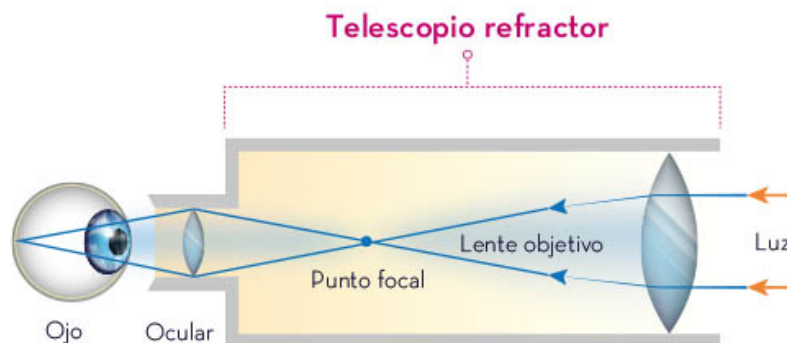 Telescopio refractor
Lente objetivo
Luz
Punto focal
Ojo
Ocular